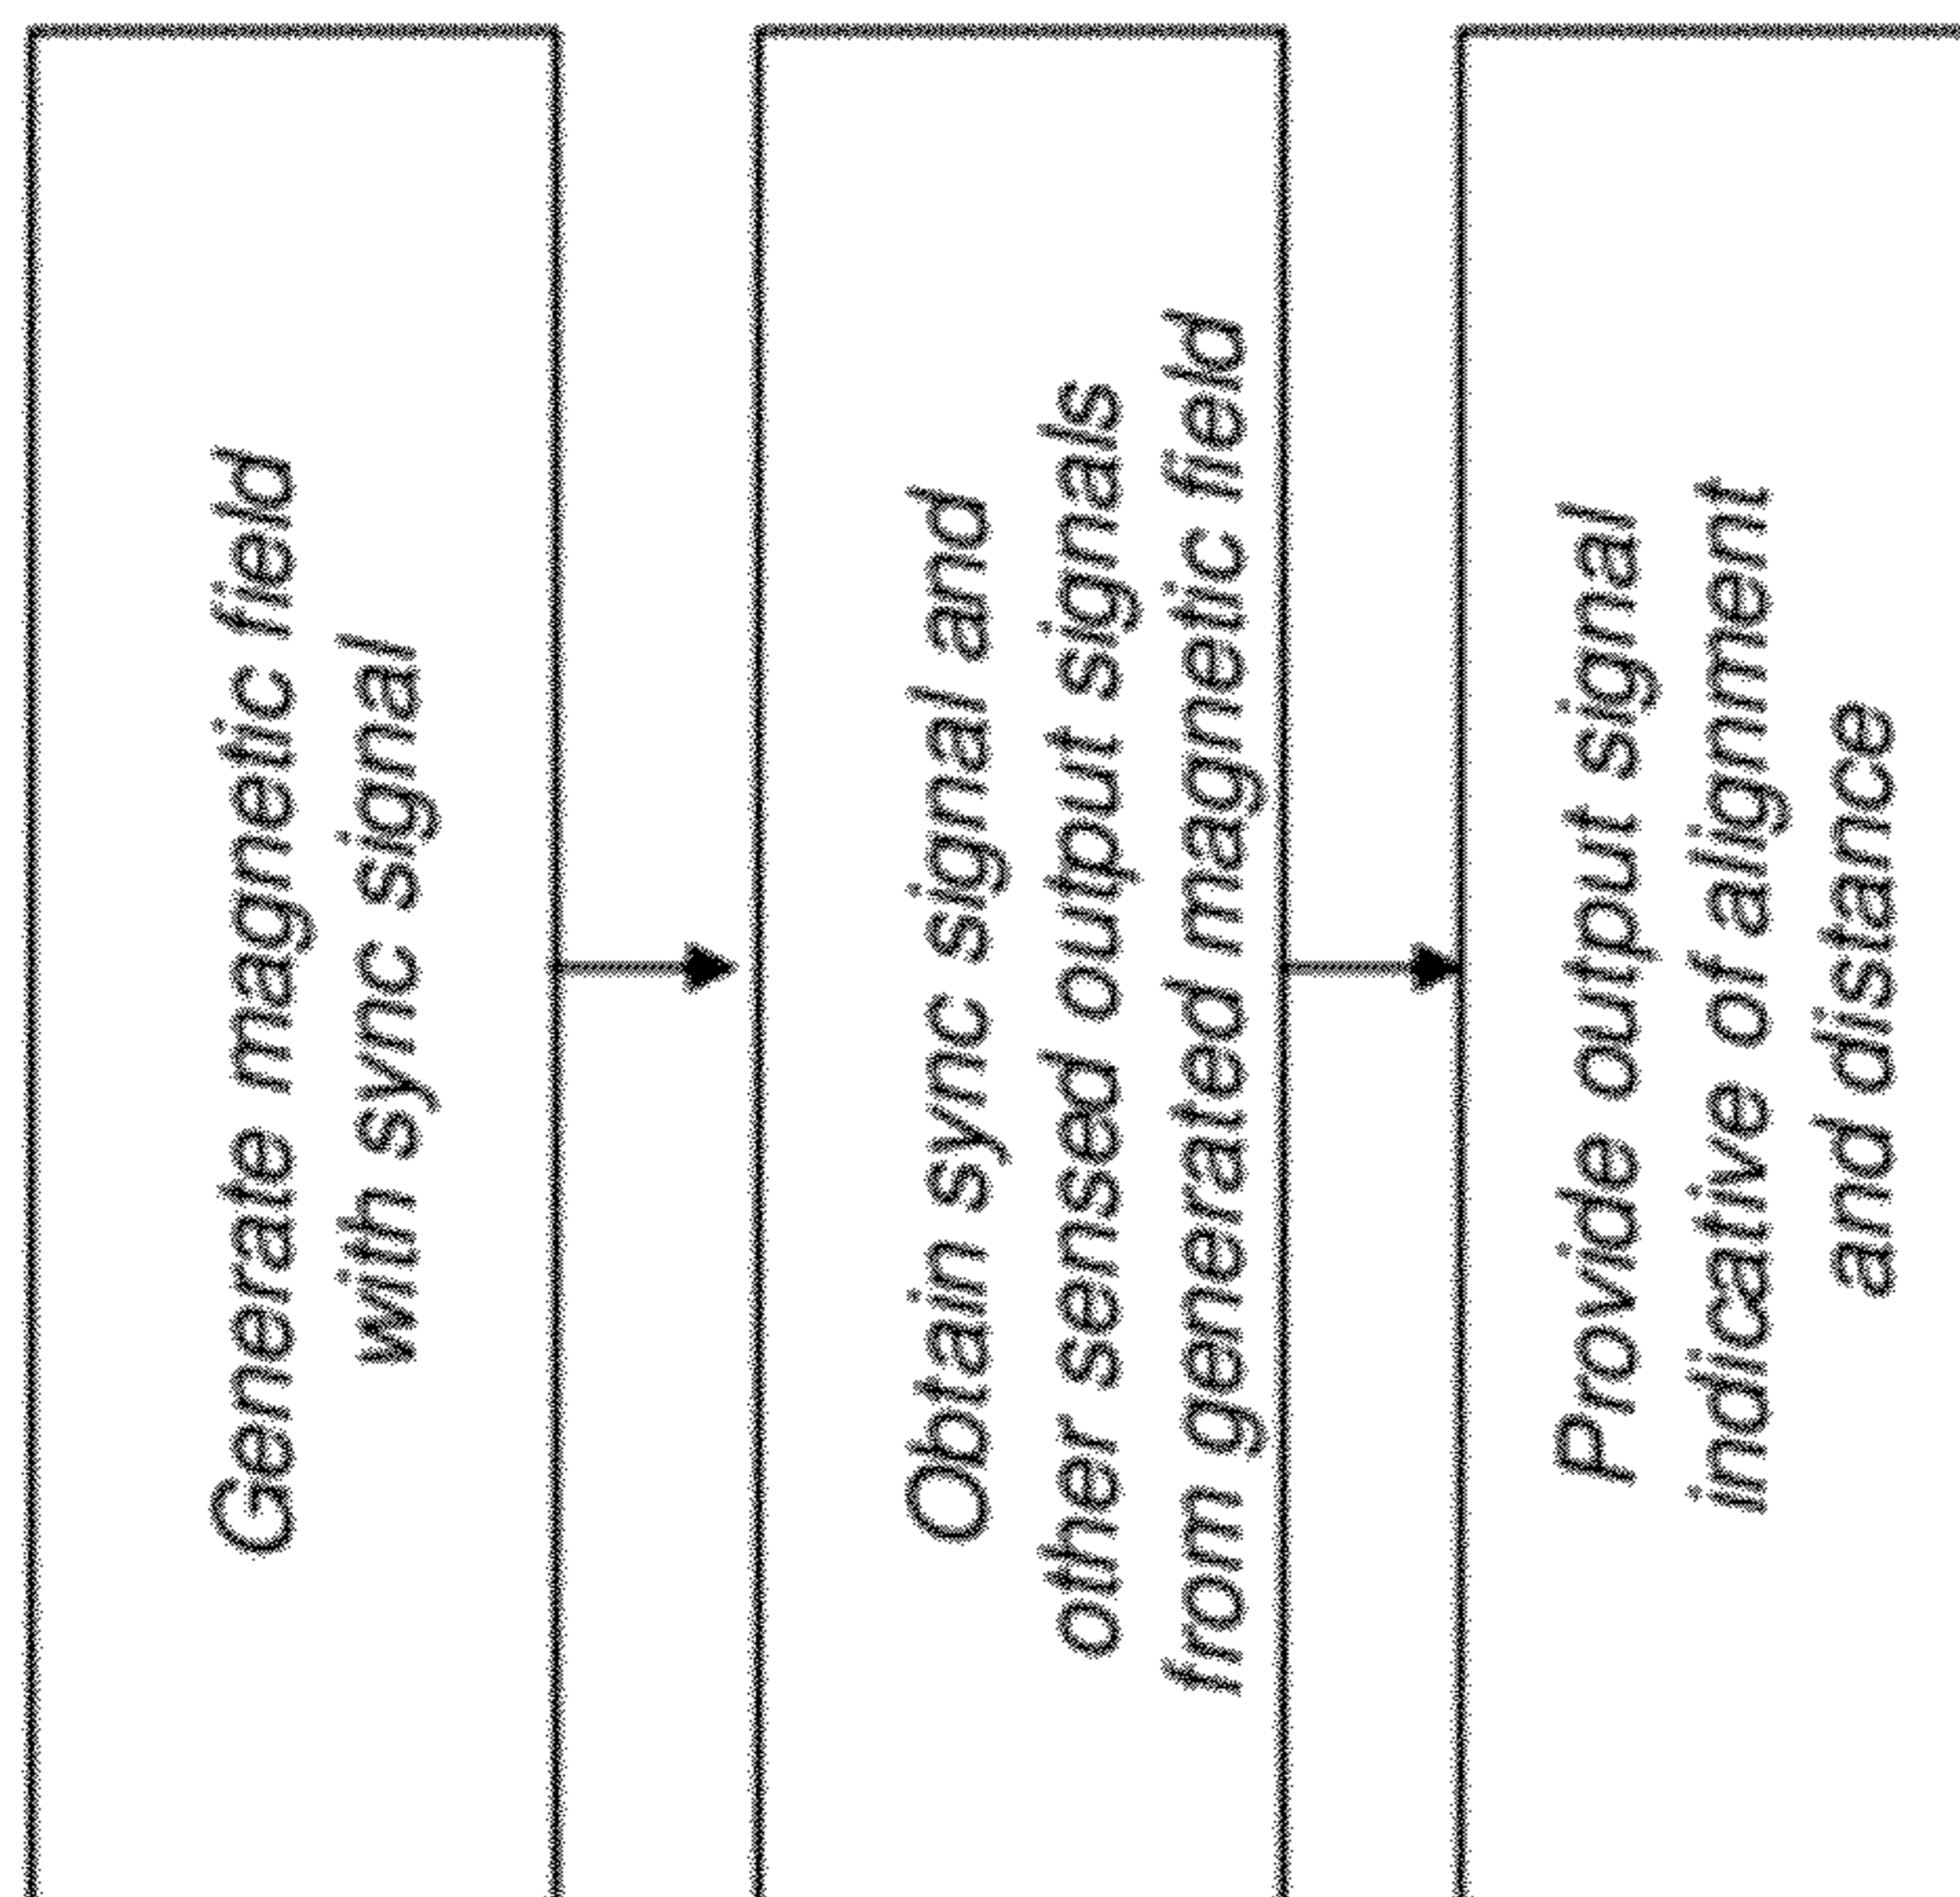 Generate magnetic field
with sync signal
Obtain sync signal and
other sensed output signals
from generated magnetic field
Provide output signal
indicative of alignment
and distance